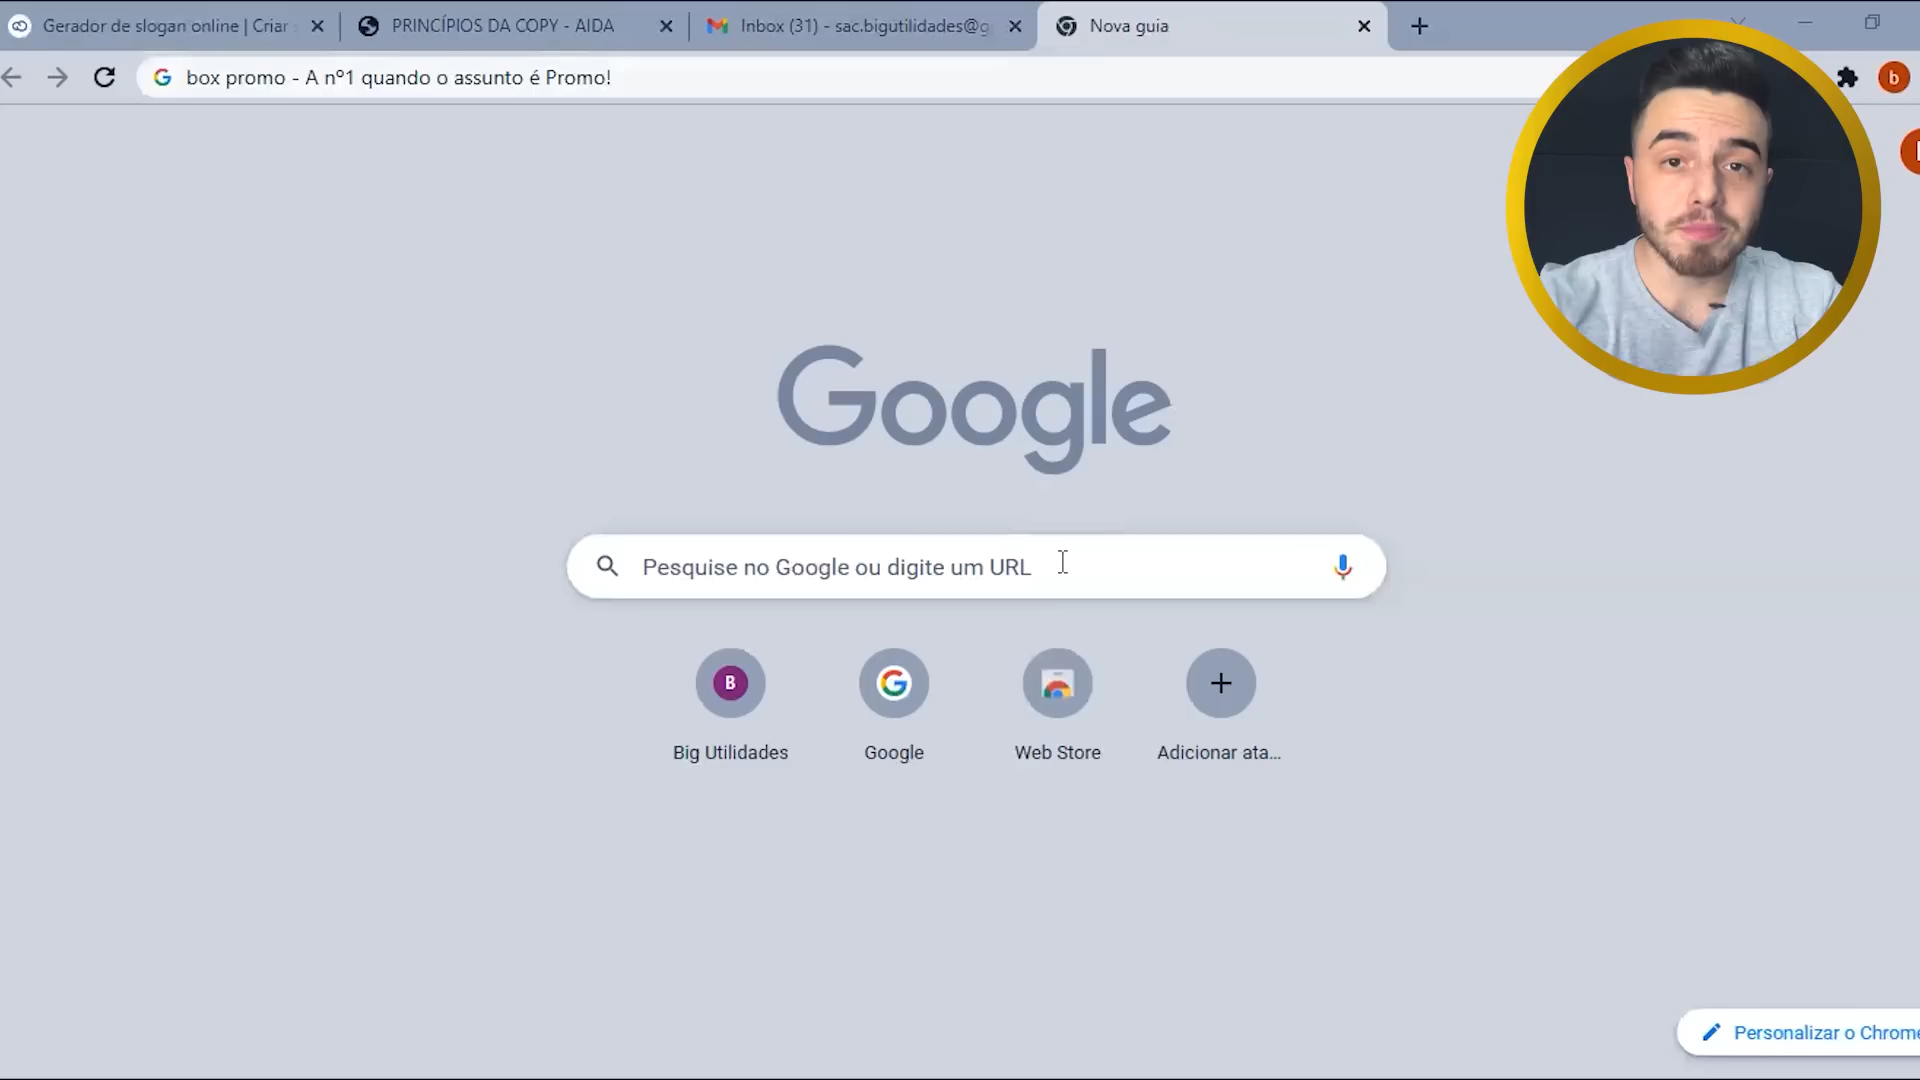 Gerador de slogan online | Criar
PRINCÍPIOS DA COPY - AIDA
Inbox (31) - sac.bigutilidades@g
Nova guia
box promo - A nº1 quando o assunto é Promo!
b
Google
Pesquise no Google ou digite um URL
B
Big Utilidades
Google
Web Store
Adicionar ata...
Personalizar o Chrome